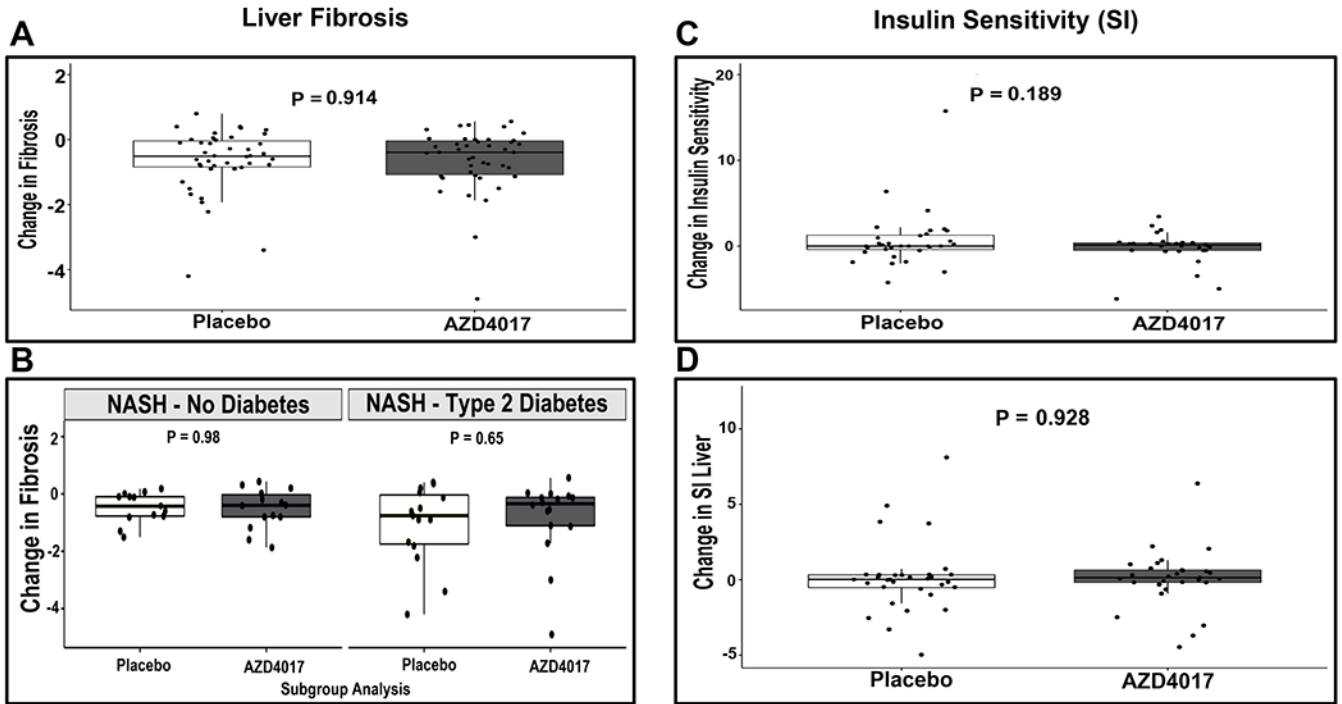 Liver Fibrosis
A
2
0
-2
-4
Change in Fibrosis
P = 0.914
Placebo
AZD4017
B
NASH - No Diabetes
NASH - Type 2 Diabetes
P = 0.98
P = 0.65
2
0
-2
-4
Change in Fibrosis
Placebo
AZD4017
Placebo
AZD4017
Subgroup Analysis
Insulin Sensitivity (SI)
C
20
10
0
Change in Insulin Sensitivity
P = 0.189
Placebo
AZD4017
D
10
5
0
-5
Change in SI Liver
P = 0.928
Placebo
AZD4017